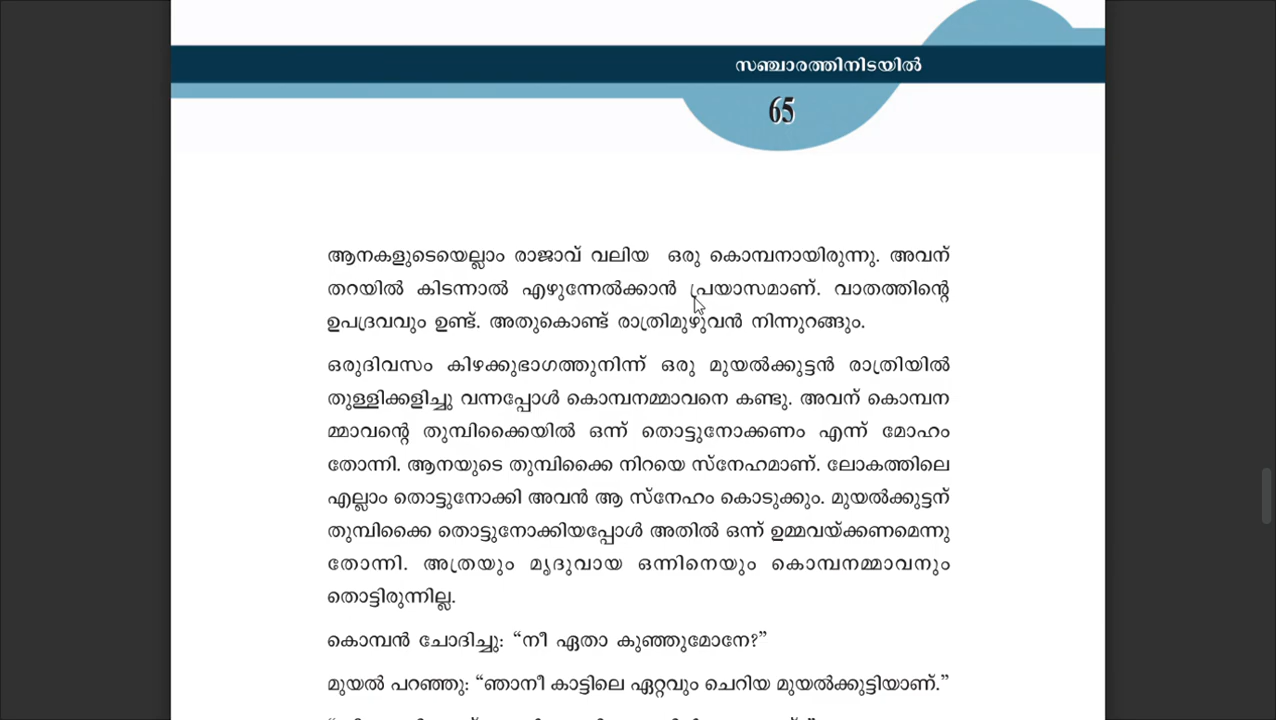 സഞ്ചാരത്തിനിടയിൽ
65
ആനകളുടെയെല്ലാം രാജാവ് വലിയ ഒരു കൊമ്പനായിരുന്നു. അവന്
തറയിൽ കിടന്നാൽ എഴുന്നേൽക്കാൻ പ്രയാസമാണ്. വാതത്തിന്റെ
ഉപദ്രവവും ഉണ്ട്. അതുകൊണ്ട് രാത്രിമുഴുവൻ നിന്നുറങ്ങും.
ഒരുദിവസം കിഴക്കുഭാഗത്തുനിന്ന് ഒരു മുയൽക്കുട്ടൻ രാത്രിയിൽ
തുള്ളിക്കളിച്ചു വന്നപ്പോൾ കൊമ്പനമ്മാവനെ കണ്ടു. അവന് കൊമ്പന
മ്മാവന്റെ തുമ്പിക്കൈയിൽ ഒന്ന് തൊട്ടുനോക്കണം എന്ന് മോഹം
തോന്നി. ആനയുടെ തുമ്പിക്കൈ നിറയെ സ്നേഹമാണ്. ലോകത്തിലെ
എല്ലാം തൊട്ടുനോക്കി അവൻ ആ സ്നേഹം കൊടുക്കും. മുയൽക്കുട്ടന്
തുമ്പിക്കൈ തൊട്ടുനോക്കിയപ്പോൾ അതിൽ ഒന്ന് ഉമ്മവയ്ക്കണമെന്നു
തോന്നി. അത്രയും മൃദുവായ ഒന്നിനെയും കൊമ്പനമ്മാവനും
തൊട്ടിരുന്നില്ല.
കൊമ്പൻ ചോദിച്ചു: “നീ ഏതാ കുഞ്ഞുമോനേ?”
മുയൽ പറഞ്ഞു: “ഞാനീ കാട്ടിലെ ഏറ്റവും ചെറിയ മുയൽക്കുട്ടിയാണ്.”